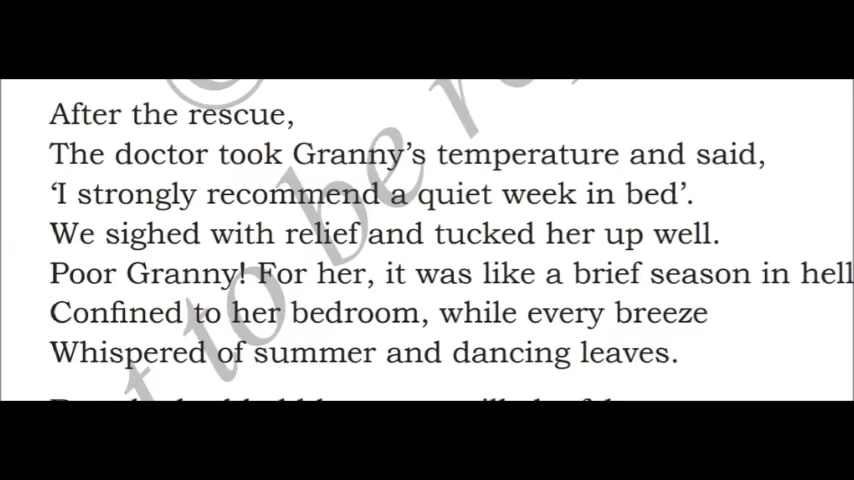 After the rescue,
The doctor took Granny's temperature and said,
‘I strongly recommend a quiet week in bed’.
We sighed with relief and tucked her up well.
Poor Granny! For her, it was like a brief season in hell
Confined to her bedroom, while every breeze
Whispered of summer and dancing leaves.
to be